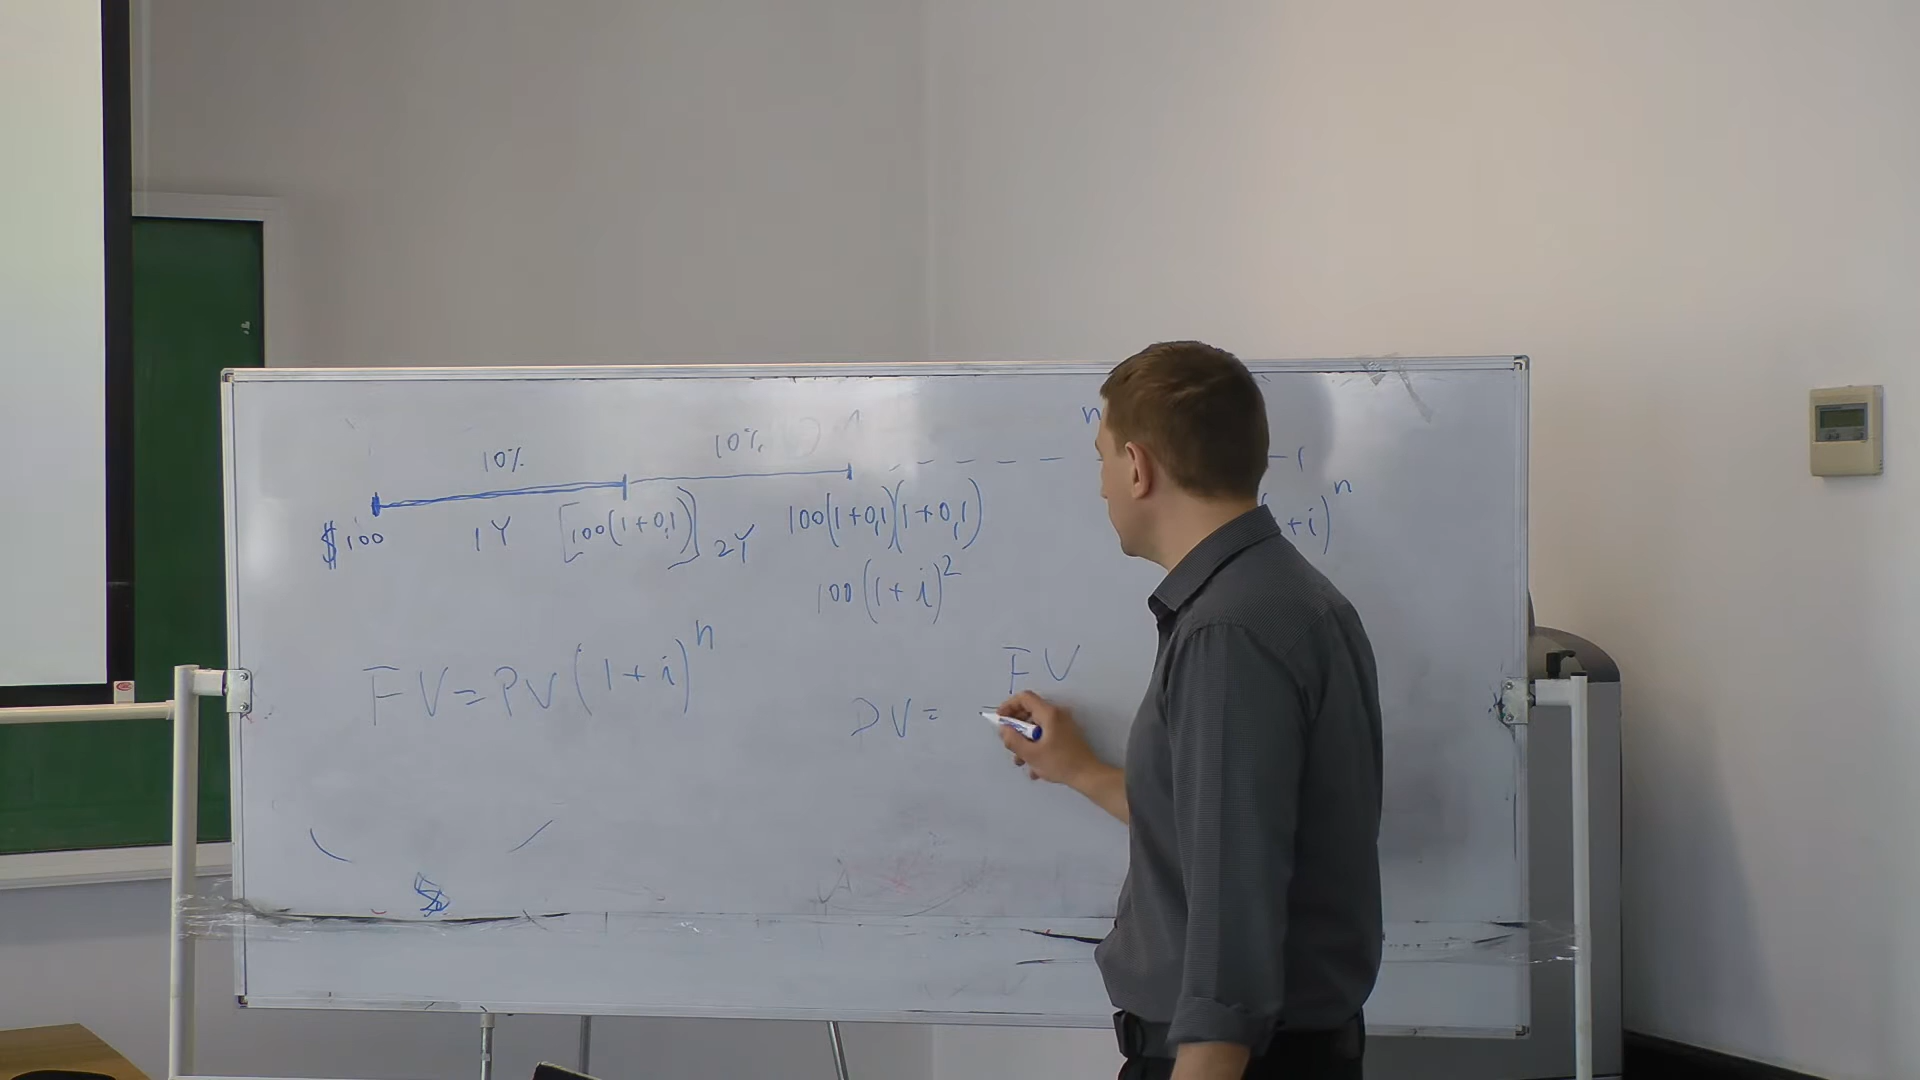 10% 10% n
$100 1Y [100(1+0,1)] 2Y 100(1+0,1)(1+0,1) +i)^n
100(1+i)^2
FV=PV(1+i)^n
FV
PV=
$